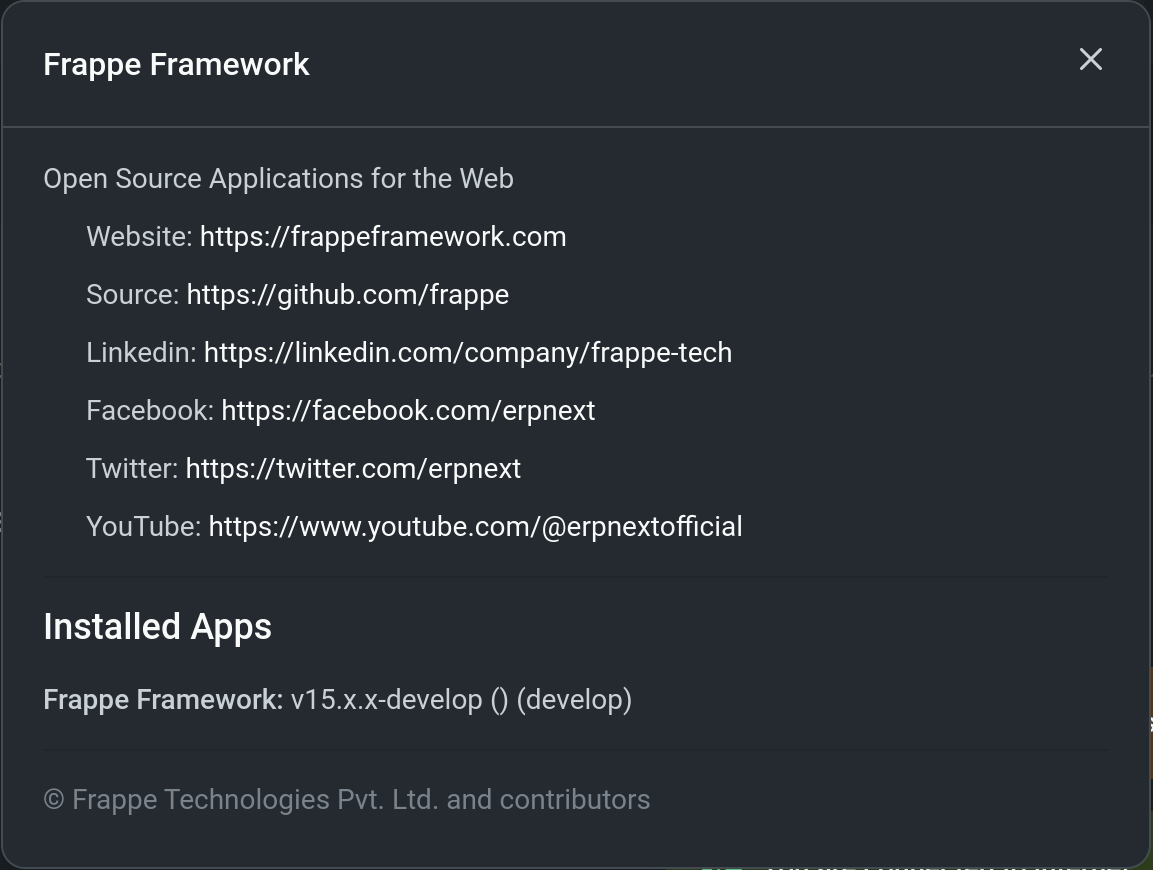 Frappe Framework
Open Source Applications for the Web
Website: https://frappeframework.com
Source: https://github.com/frappe
Linkedin: https://linkedin.com/company/frappe-tech
Facebook: https://facebook.com/erpnext
Twitter: https://twitter.com/erpnext
YouTube: https://www.youtube.com/@erpnextofficial
Installed Apps
Frappe Framework: v15.x.x-develop () (develop)
© Frappe Technologies Pvt. Ltd. and contributors